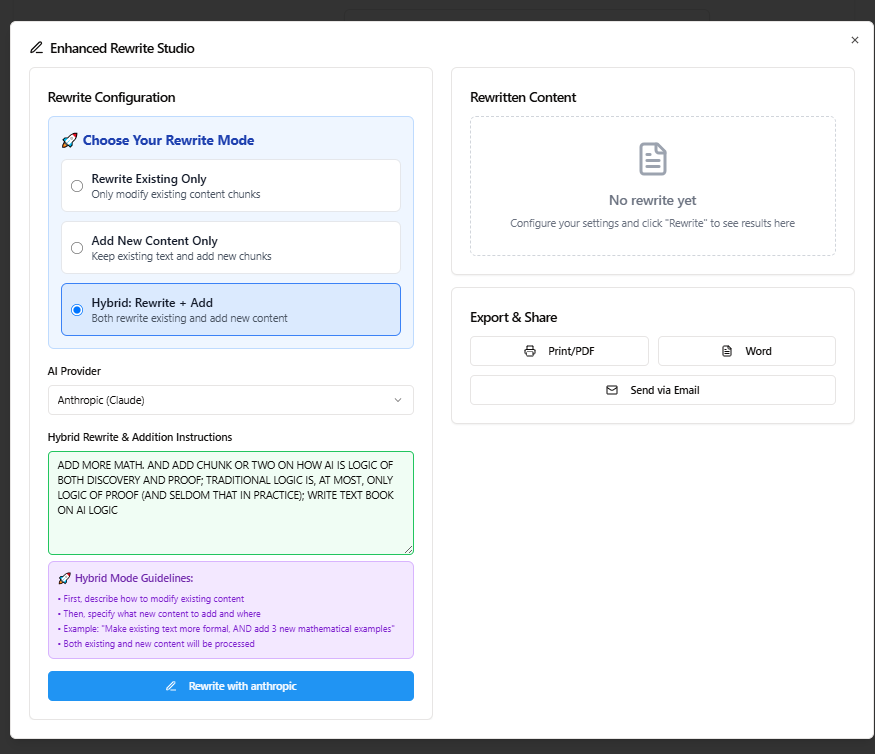 Enhanced Rewrite Studio
Rewrite Configuration
🚀 Choose Your Rewrite Mode
Rewrite Existing Only
Only modify existing content chunks
Add New Content Only
Keep existing text and add new chunks
Hybrid: Rewrite + Add
Both rewrite existing and add new content
AI Provider
Anthropic (Claude)
Hybrid Rewrite & Addition Instructions
ADD MORE MATH. AND ADD CHUNK OR TWO ON HOW AI IS LOGIC OF
BOTH DISCOVERY AND PROOF; TRADITIONAL LOGIC IS, AT MOST, ONLY
LOGIC OF PROOF (AND SELDOM THAT IN PRACTICE); WRITE TEXT BOOK
ON AI LOGIC
🚀 Hybrid Mode Guidelines:
• First, describe how to modify existing content
• Then, specify what new content to add and where
• Example: "Make existing text more formal, AND add 3 new mathematical examples"
• Both existing and new content will be processed
Rewrite with anthropic
Rewritten Content
No rewrite yet
Configure your settings and click "Rewrite" to see results here
Export & Share
Print/PDF
Word
Send via Email